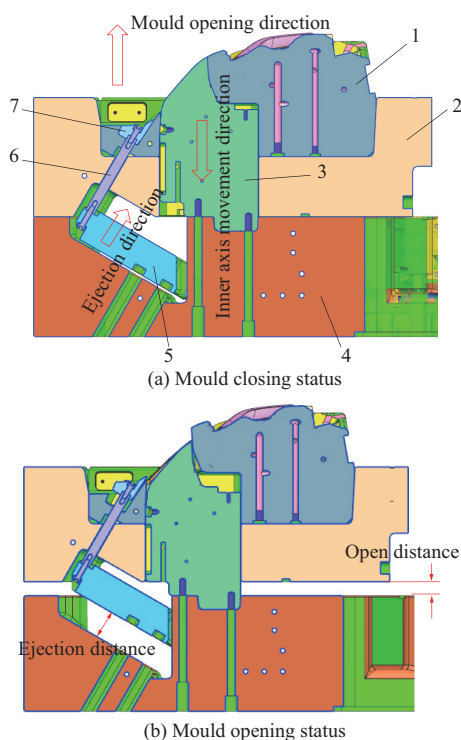 Mould opening direction
1
7
2
6
3
Ejection direction
Inner axis movement direction
5
4
(a) Mould closing status
Open distance
Ejection distance
(b) Mould opening status